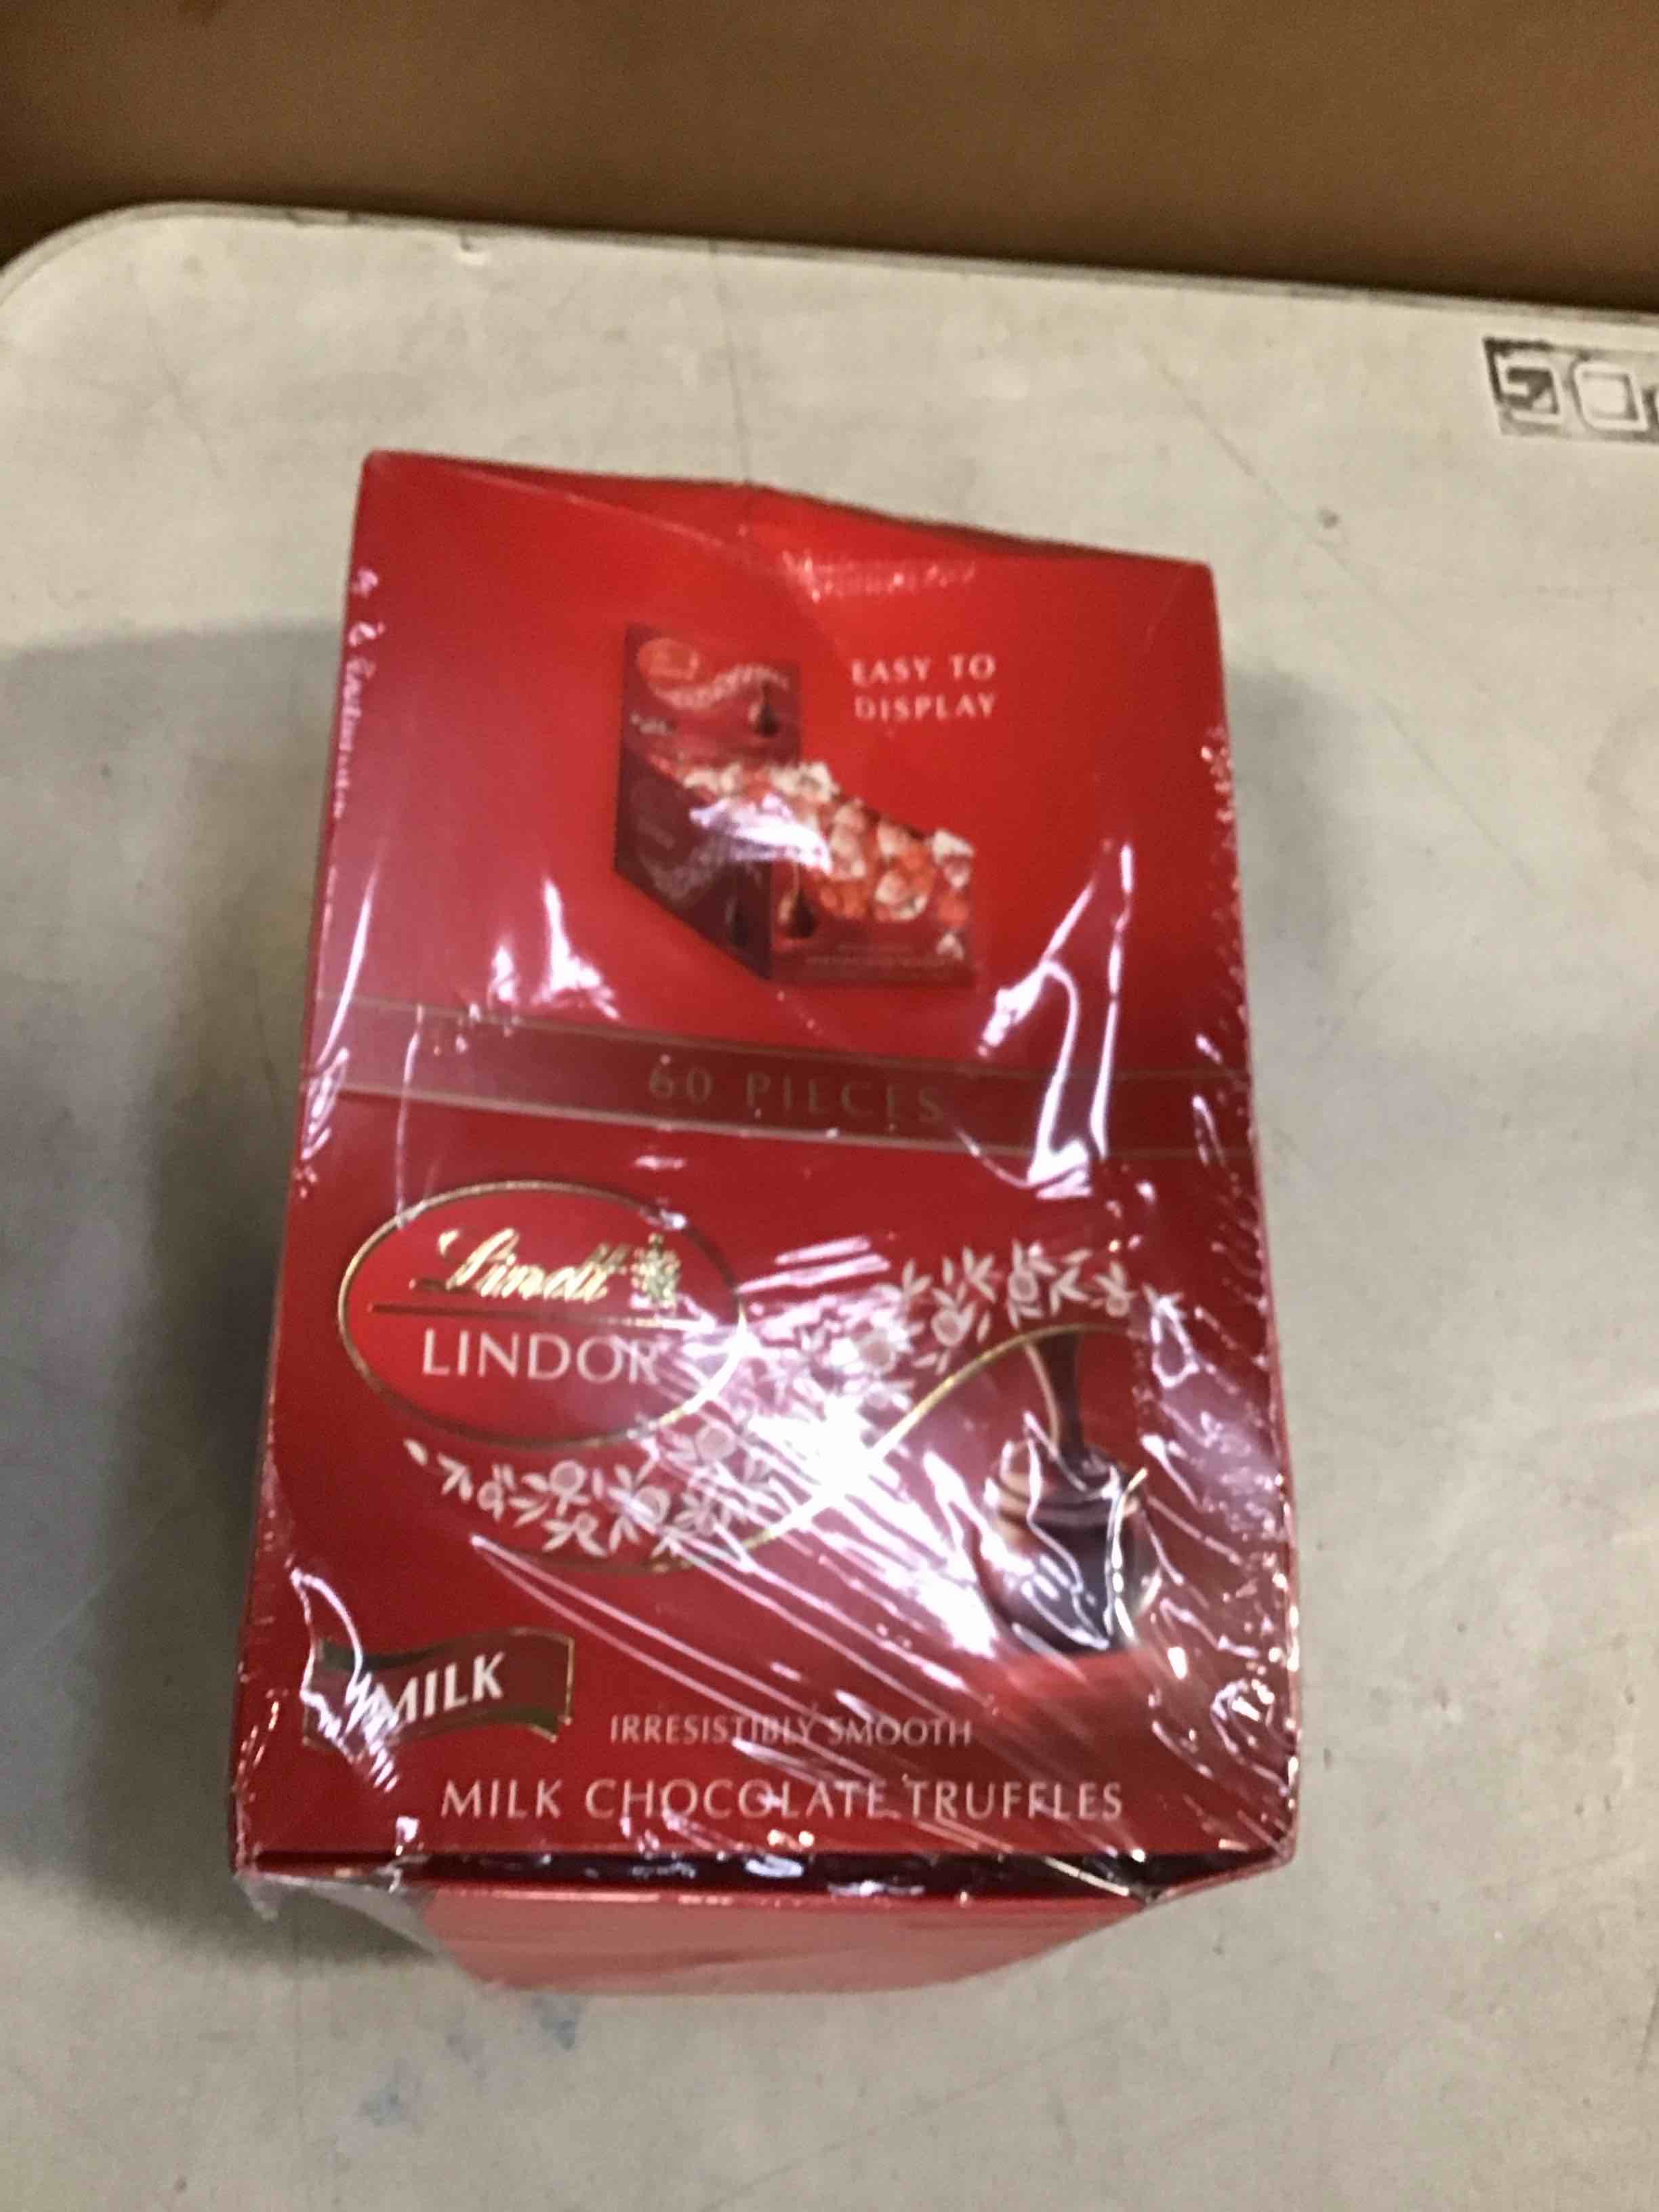 EASY TO
DISPLAY
60 PIECES
Lindt
LINDOR
MILK
IRRESISTIBLY SMOOTH
MILK CHOCOLATE TRUFFLES